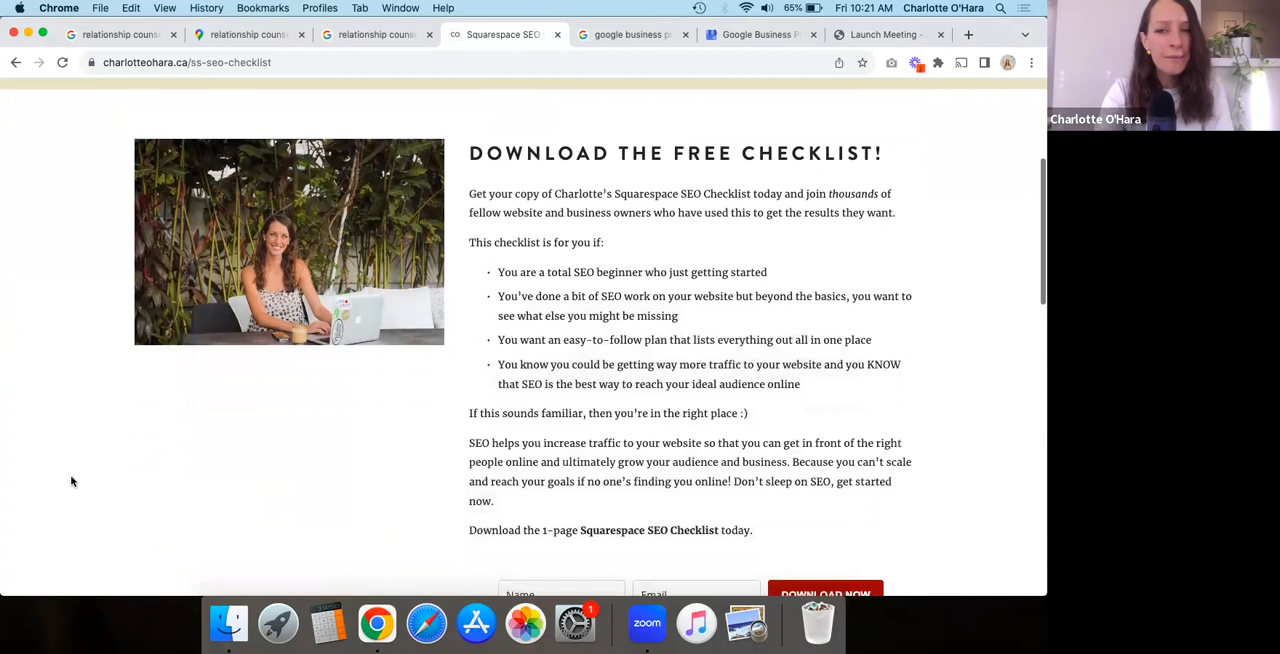 Chrome File Edit View History Bookmarks Profiles Tab Window Help 65% Fri 10:21 AM Charlotte O'Hara
relationship couns relationship couns relationship couns CO Squarespace SEO google business p Google Business P Launch Meeting -
charlotteohara.ca/ss-seo-checklist
2
Charlotte O'Hara
DOWNLOAD THE FREE CHECKLIST!
Get your copy of Charlotte's Squarespace SEO Checklist today and join thousands of
fellow website and business owners who have used this to get the results they want.
This checklist is for you if:
• You are a total SEO beginner who just getting started
• You've done a bit of SEO work on your website but beyond the basics, you want to
see what else you might be missing
• You want an easy-to-follow plan that lists everything out all in one place
• You know you could be getting way more traffic to your website and you KNOW
that SEO is the best way to reach your ideal audience online
If this sounds familiar, then you're in the right place :)
SEO helps you increase traffic to your website so that you can get in front of the right
people online and ultimately grow your audience and business. Because you can't scale
and reach your goals if no one's finding you online! Don't sleep on SEO, get started
now.
Download the 1-page Squarespace SEO Checklist today.
Name Email DOWNLOAD NOW
zoom 1